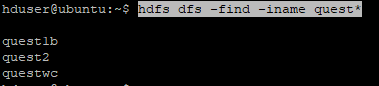 hduser@ubuntu:~$ hdfs dfs -find -iname quest*
quest1b
quest2
questwc